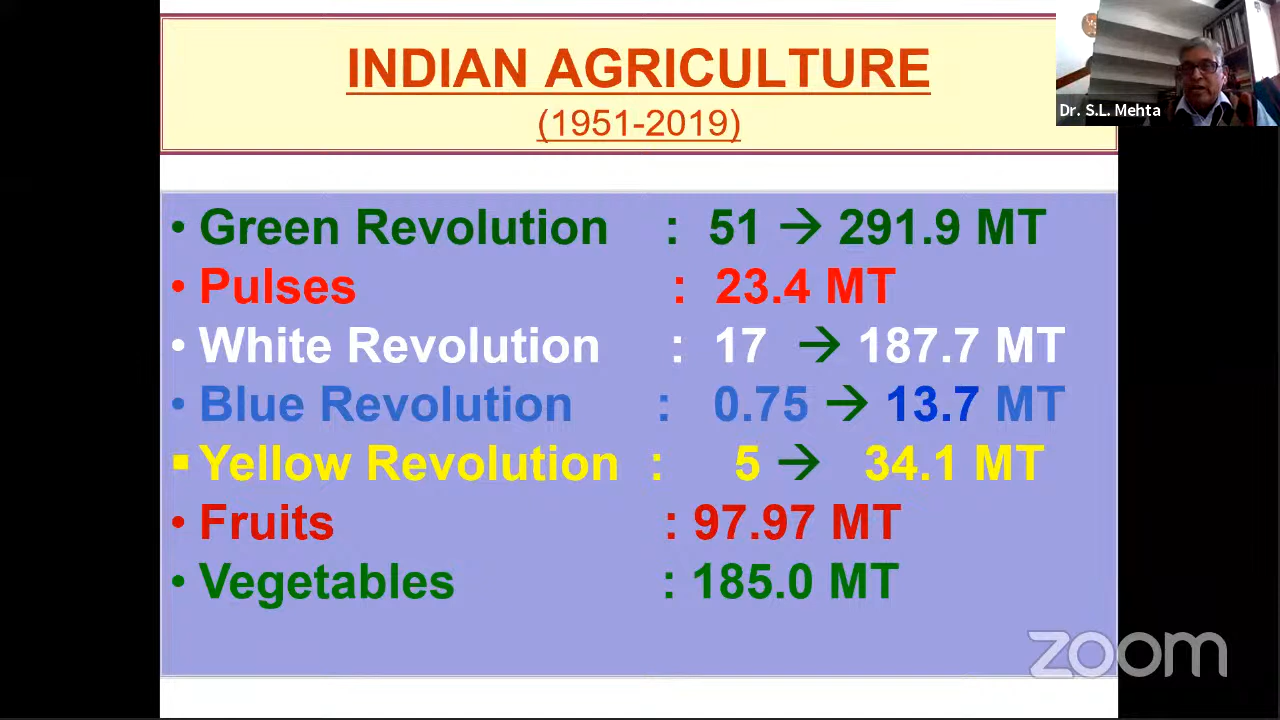 INDIAN AGRICULTURE
(1951-2019)
Dr. S.L. Mehta
• Green Revolution : 51 → 291.9 MT
• Pulses : 23.4 MT
• White Revolution : 17 → 187.7 MT
• Blue Revolution : 0.75 → 13.7 MT
▪ Yellow Revolution : 5 → 34.1 MT
• Fruits : 97.97 MT
• Vegetables : 185.0 MT
zoom